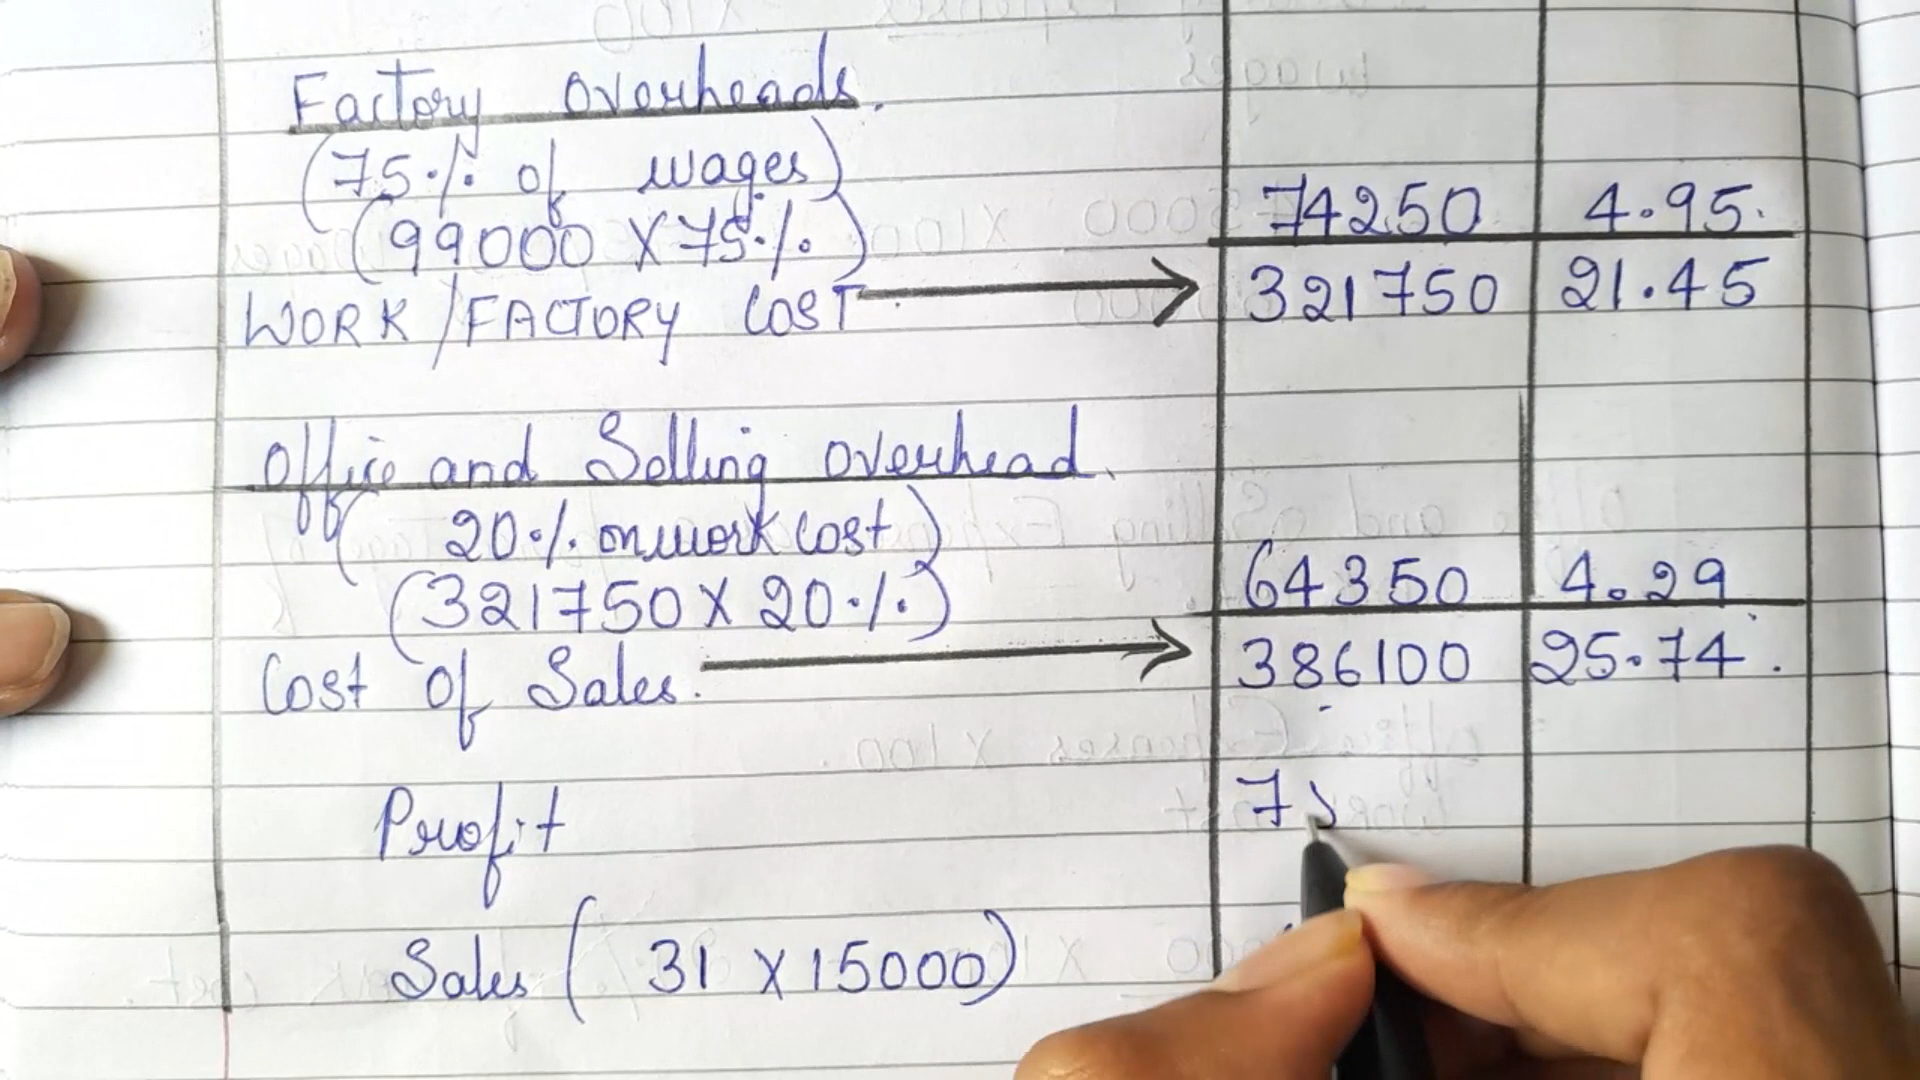 Factory overheads.
(75% of wages)
(99000 X 75%) 74250 4.95
WORK/FACTORY COST → 321750 21.45
Office and Selling overhead.
(20% on work cost)
(321750 X 20%) 64350 4.29
Cost of Sales. → 386100 25.74
Profit 7
Sales (31 X 15000)